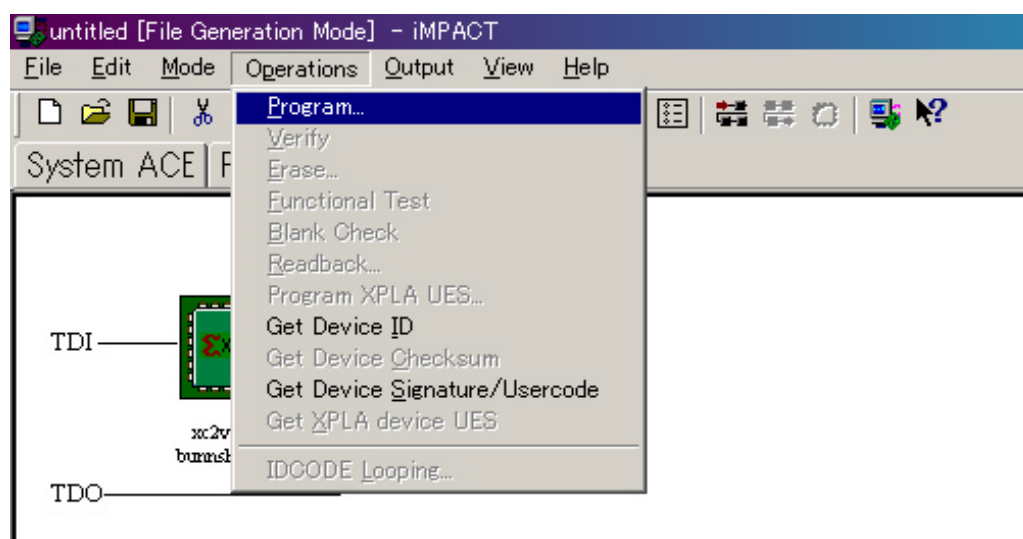 untitled [File Generation Mode] - iMPACT
File Edit Mode Operations Output View Help
System ACE
Program...
Verify
Erase...
Functional Test
Blank Check
Readback...
Program XPLA UES...
Get Device ID
Get Device Checksum
Get Device Signature/Usercode
Get XPLA device UES
IDCODE Looping...
TDI
xc2v
TDO